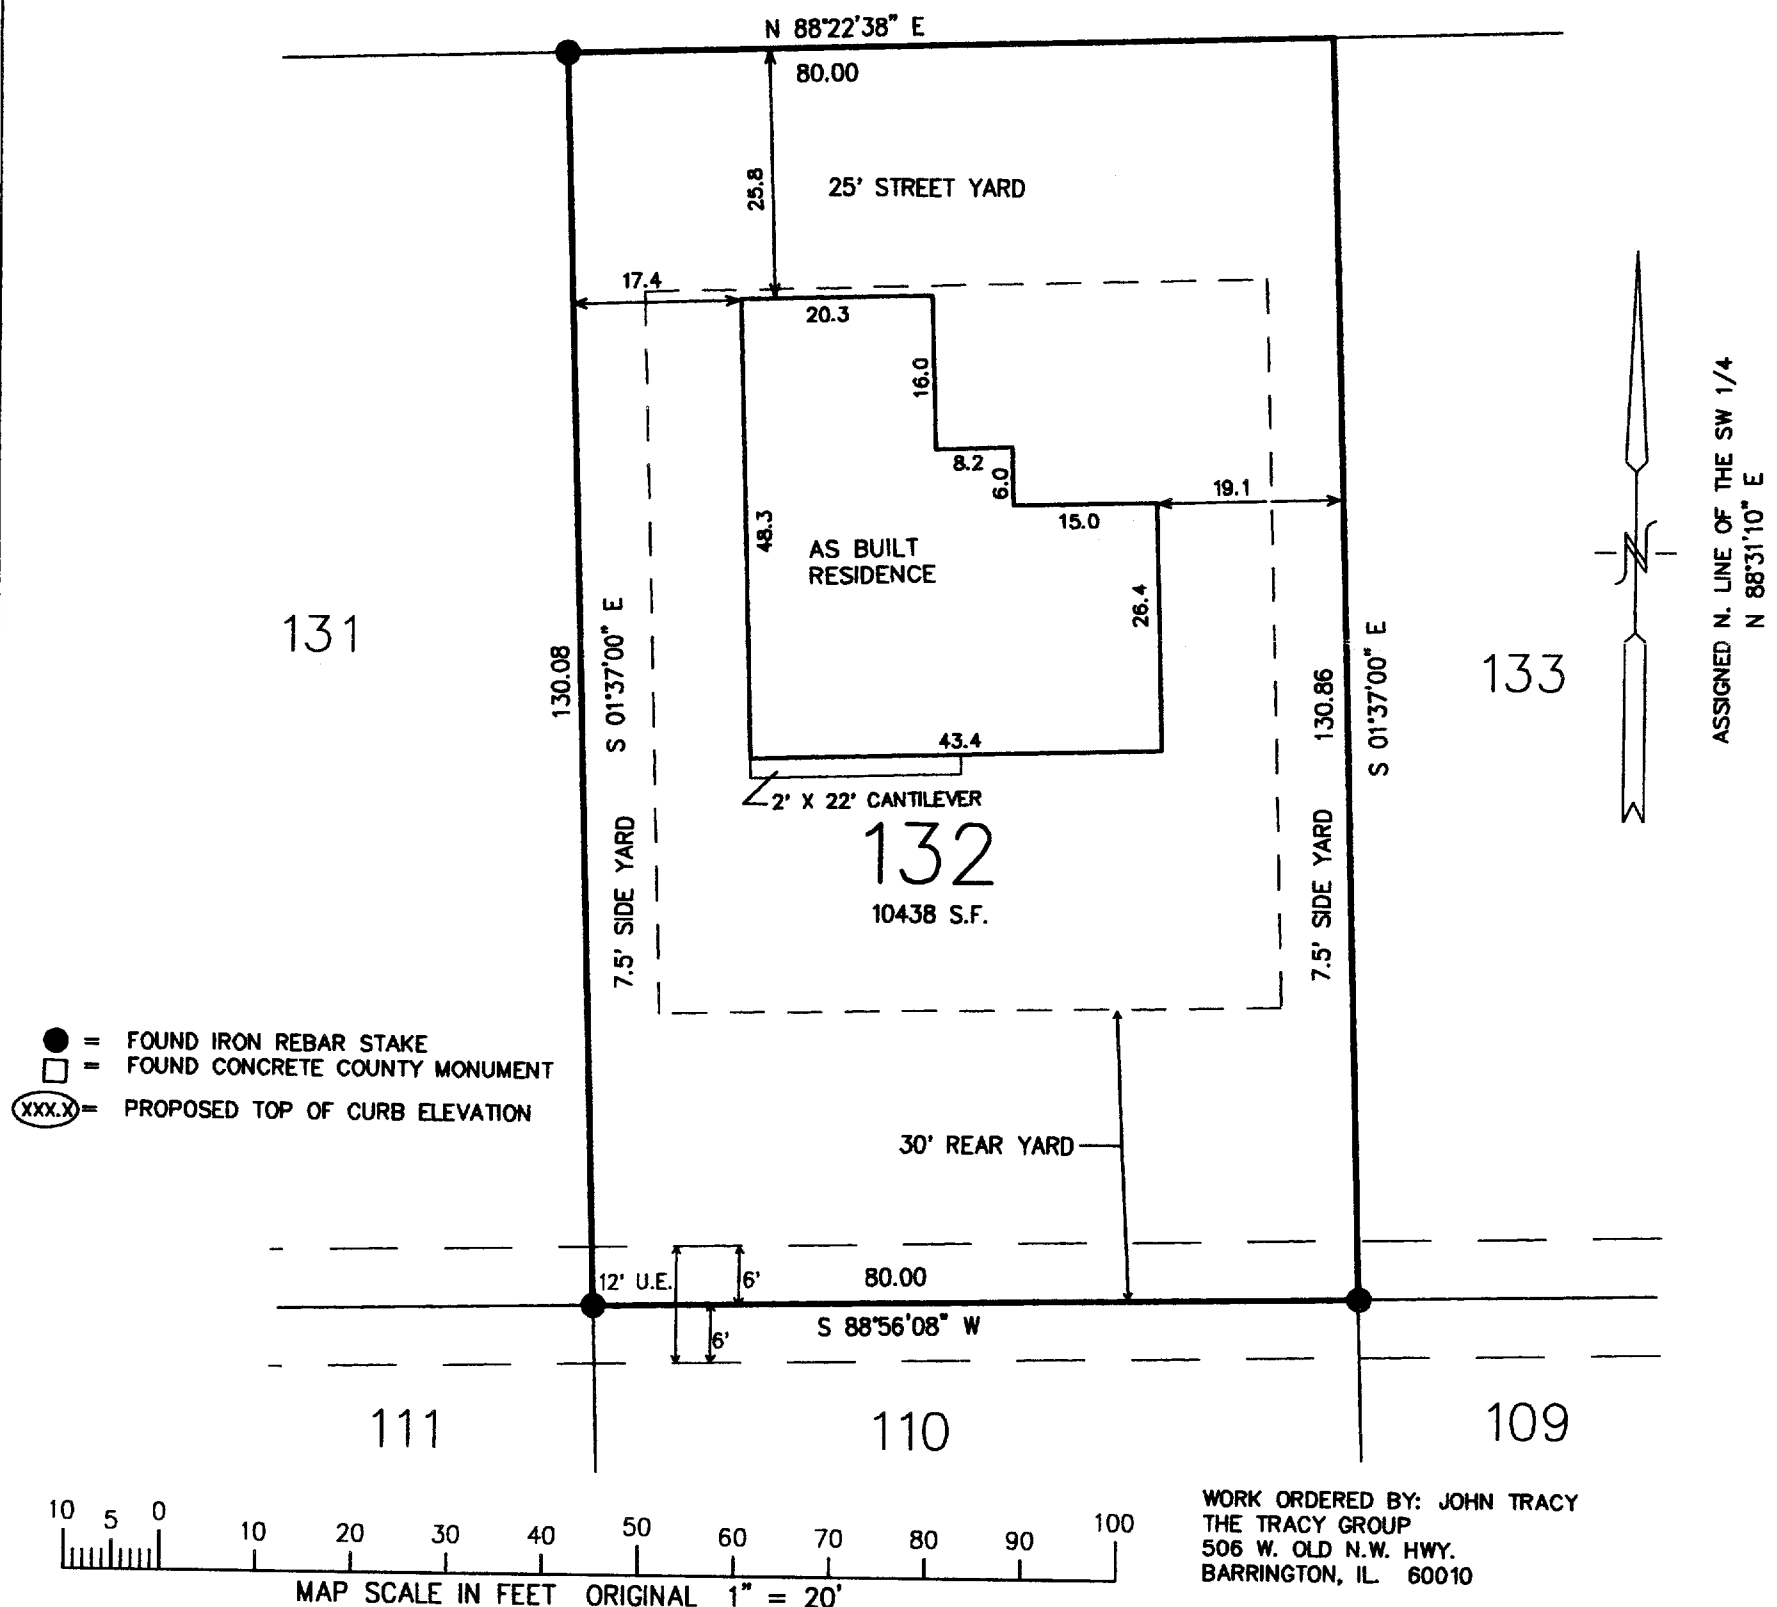 N 88°22'38" E
80.00
25.8
25' STREET YARD
17.4
20.3
16.0
8.2
6.0
15.0
19.1
48.3
AS BUILT
RESIDENCE
26.4
43.4
2' X 22' CANTILEVER
132
10438 S.F.
131
133
130.08
S 01°37'00" E
7.5' SIDE YARD
130.86
S 01°37'00" E
7.5' SIDE YARD
N
ASSIGNED N. LINE OF THE SW 1/4
N 88°31'10" E
= FOUND IRON REBAR STAKE
= FOUND CONCRETE COUNTY MONUMENT
XXX.X = PROPOSED TOP OF CURB ELEVATION
30' REAR YARD
12' U.E.
6'
80.00
6'
S 88°56'08" W
111
110
109
10 5 0 10 20 30 40 50 60 70 80 90 100
MAP SCALE IN FEET ORIGINAL 1" = 20'
WORK ORDERED BY: JOHN TRACY
THE TRACY GROUP
506 W. OLD N.W. HWY.
BARRINGTON, IL 60010